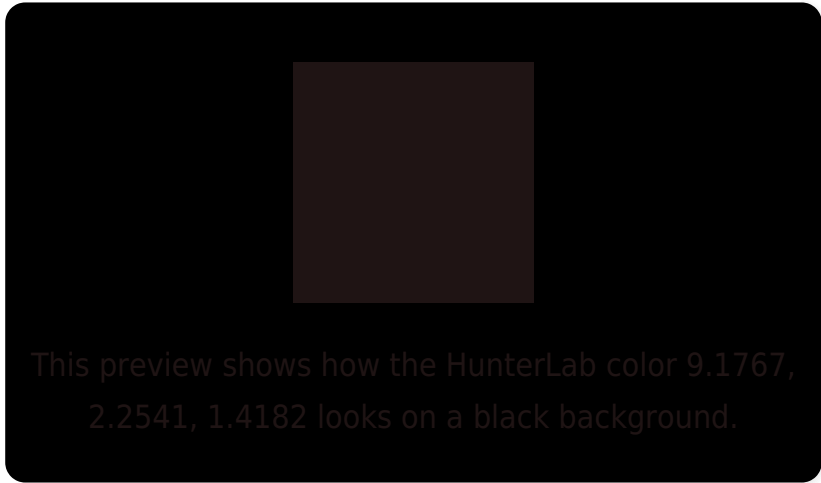 This preview shows how the HunterLab color 9.1767,
2.2541, 1.4182 looks on a black background.